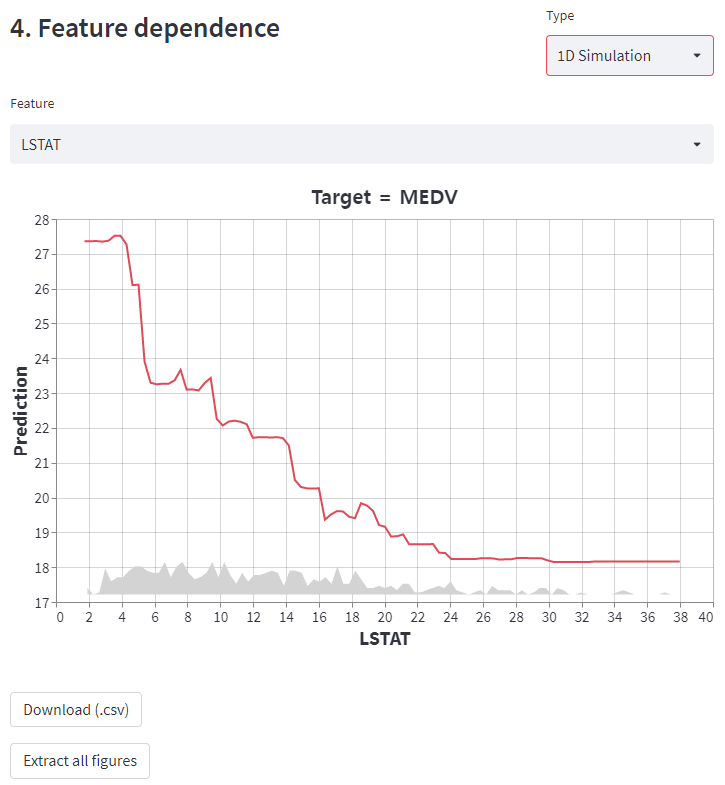 4. Feature dependence
Type
1D Simulation
Feature
LSTAT
Target = MEDV
28
27
26
25
24
23
22
21
20
19
18
17
Prediction
0 2 4 6 8 10 12 14 16 18 20 22 24 26 28 30 32 34 36 38 40
LSTAT
Download (.csv)
Extract all figures